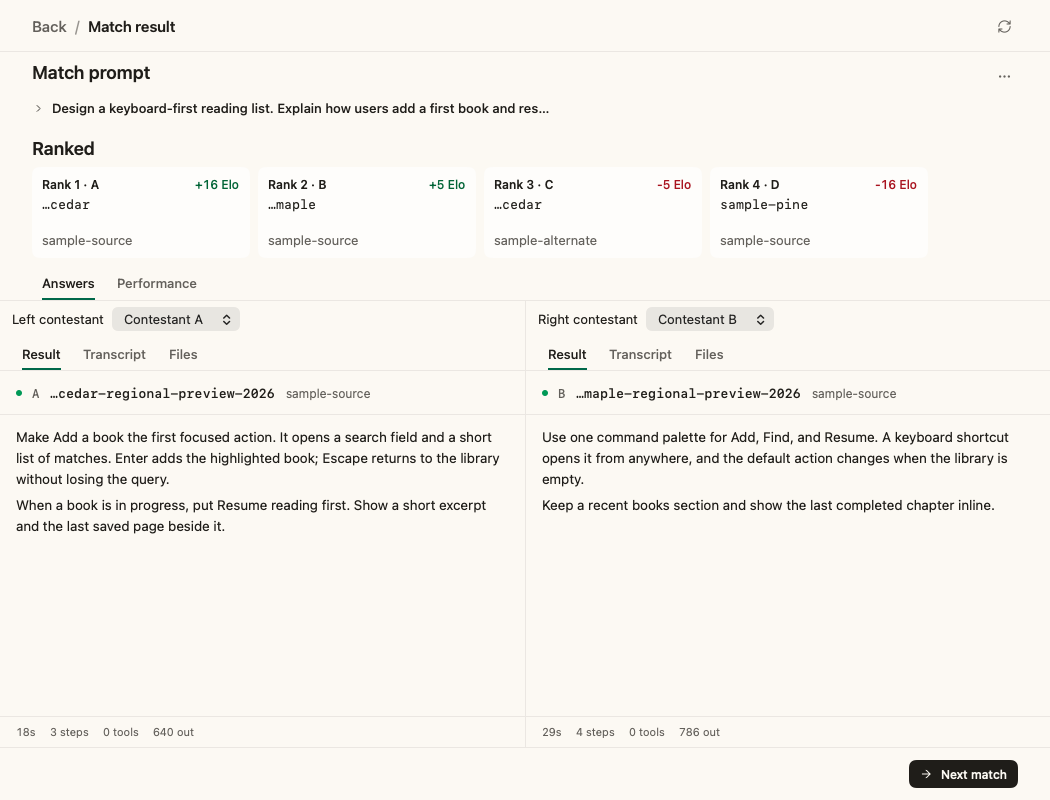 Back / Match result
Match prompt
...
Design a keyboard-first reading list. Explain how users add a first book and res...
Ranked
Rank 1 · A +16 Elo
…cedar
sample-source
Rank 2 · B +5 Elo
…maple
sample-source
Rank 3 · C -5 Elo
…cedar
sample-alternate
Rank 4 · D -16 Elo
sample-pine
sample-source
Answers Performance
Left contestant Contestant A
Result Transcript Files
A …cedar-regional-preview-2026 sample-source
Make Add a book the first focused action. It opens a search field and a short
list of matches. Enter adds the highlighted book; Escape returns to the library
without losing the query.
When a book is in progress, put Resume reading first. Show a short excerpt
and the last saved page beside it.
18s 3 steps 0 tools 640 out
Right contestant Contestant B
Result Transcript Files
B …maple-regional-preview-2026 sample-source
Use one command palette for Add, Find, and Resume. A keyboard shortcut
opens it from anywhere, and the default action changes when the library is
empty.
Keep a recent books section and show the last completed chapter inline.
29s 4 steps 0 tools 786 out
Next match